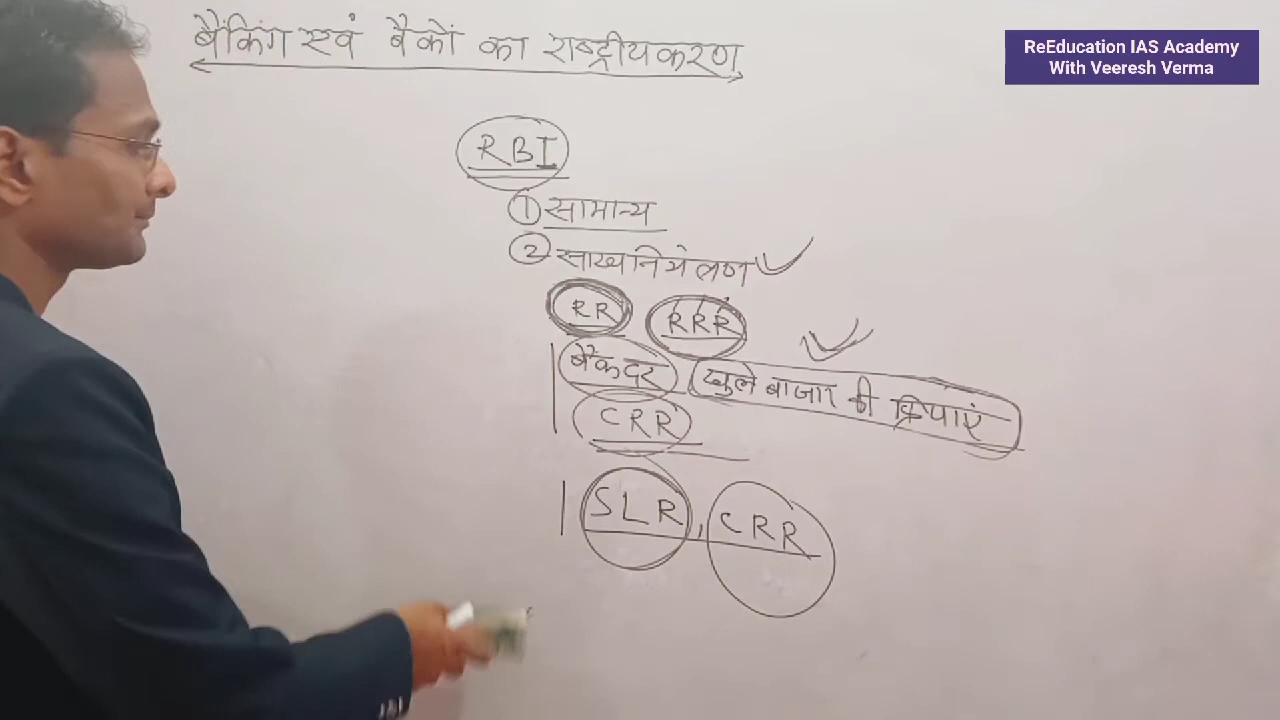 बैंकिंग एवं बैंकों का राष्ट्रीयकरण
ReEducation IAS Academy
With Veeresh Verma
RBI
① सामान्य
② साख नियंत्रण
RR RRR
बैंक दर खुले बाजार की क्रियाएं
CRR
SLR, CRR